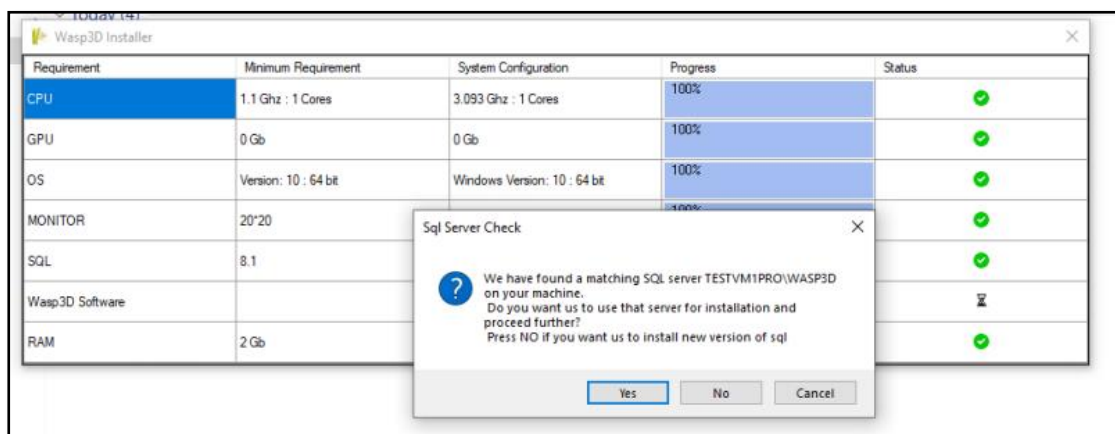 Today (4)
Wasp3D Installer
Requirement Minimum Requirement System Configuration Progress Status
CPU 1.1 Ghz : 1 Cores 3.093 Ghz : 1 Cores 100%
GPU 0 Gb 0 Gb 100%
OS Version: 10 : 64 bit Windows Version: 10 : 64 bit 100%
MONITOR 20*20 100%
SQL 8.1
Wasp3D Software
RAM 2 Gb
Sql Server Check
We have found a matching SQL server TESTVM1PRO\WASP3D
on your machine.
Do you want us to use that server for installation and
proceed further?
Press NO if you want us to install new version of sql
Yes No Cancel